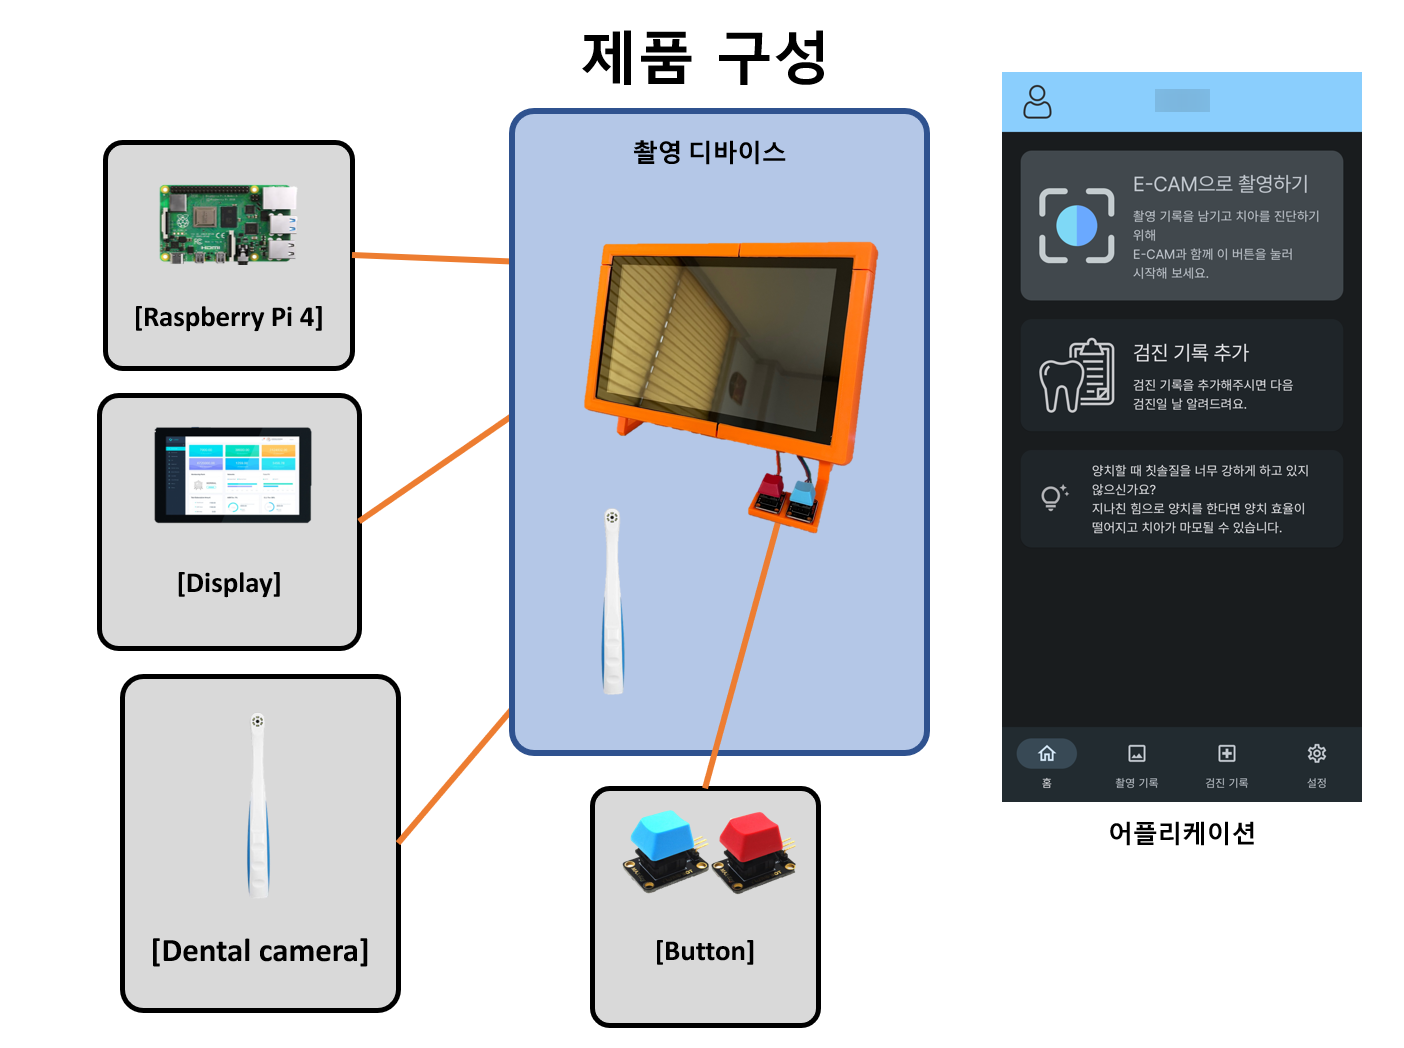 제품 구성
촬영 디바이스
[Raspberry Pi 4]
[Display]
[Dental camera]
[Button]
E-CAM으로 촬영하기
촬영 기록을 남기고 치아를 진단하기
위해
E-CAM과 함께 이 버튼을 눌러
시작해 보세요.
검진 기록 추가
검진 기록을 추가해주시면 다음
검진일 날 알려드려요.
양치할 때 칫솔질을 너무 강하게 하고 있지
않으신가요?
지나친 힘으로 양치를 한다면 양치 효율이
떨어지고 치아가 마모될 수 있습니다.
홈
촬영 기록
검진 기록
설정
어플리케이션